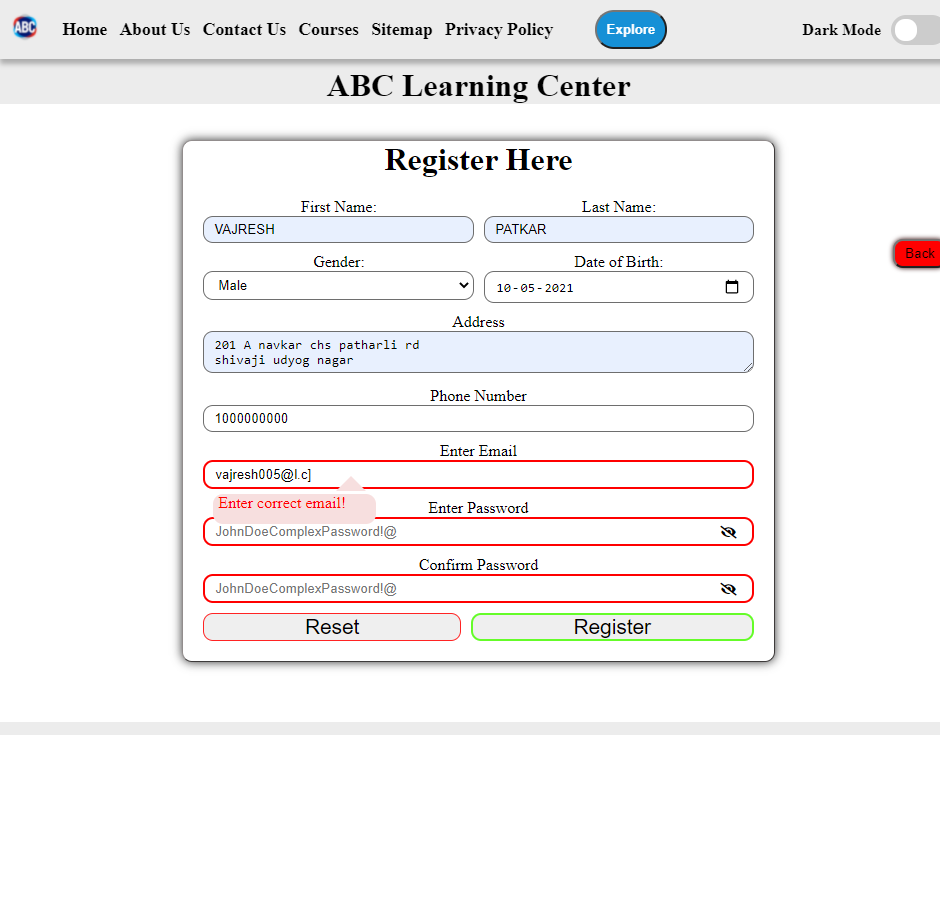 ABC Home About Us Contact Us Courses Sitemap Privacy Policy Explore Dark Mode
ABC Learning Center
Register Here
First Name: Last Name:
VAJRESH PATKAR
Back
Gender: Date of Birth:
Male 10-05-2021
Address
201 A navkar chs patharli rd
shivaji udyog nagar
Phone Number
1000000000
Enter Email
vajresh005@l.c]
Enter correct email!
Enter Password
JohnDoeComplexPassword!@
Confirm Password
JohnDoeComplexPassword!@
Reset Register